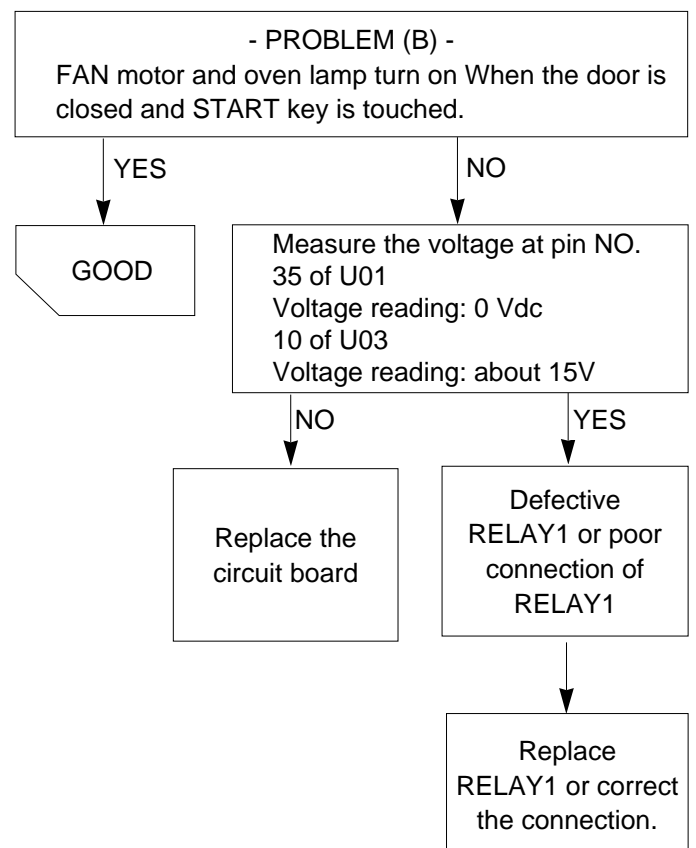 - PROBLEM (B) -
FAN motor and oven lamp turn on When the door is
closed and START key is touched.
YES
NO
GOOD
Measure the voltage at pin NO.
35 of U01
Voltage reading: 0 Vdc
10 of U03
Voltage reading: about 15V
NO
YES
Replace the
circuit board
Defective
RELAY1 or poor
connection of
RELAY1
Replace
RELAY1 or correct
the connection.